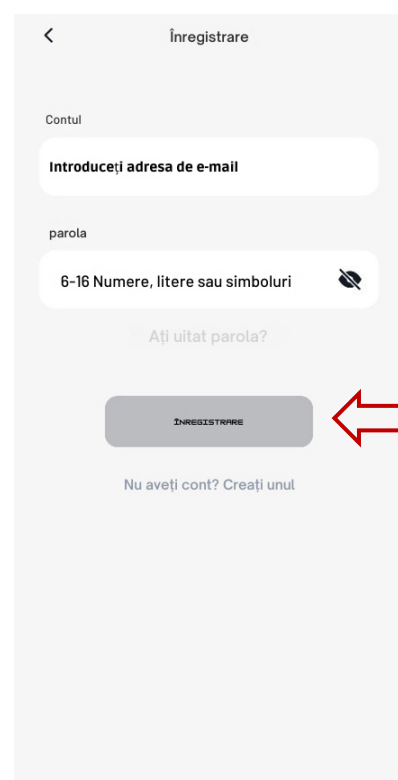 Înregistrare
Contul
Introduceți adresa de e-mail
parola
6-16 Numere, litere sau simboluri
Ați uitat parola?
ÎNREGISTRARE
Nu aveți cont? Creați unul